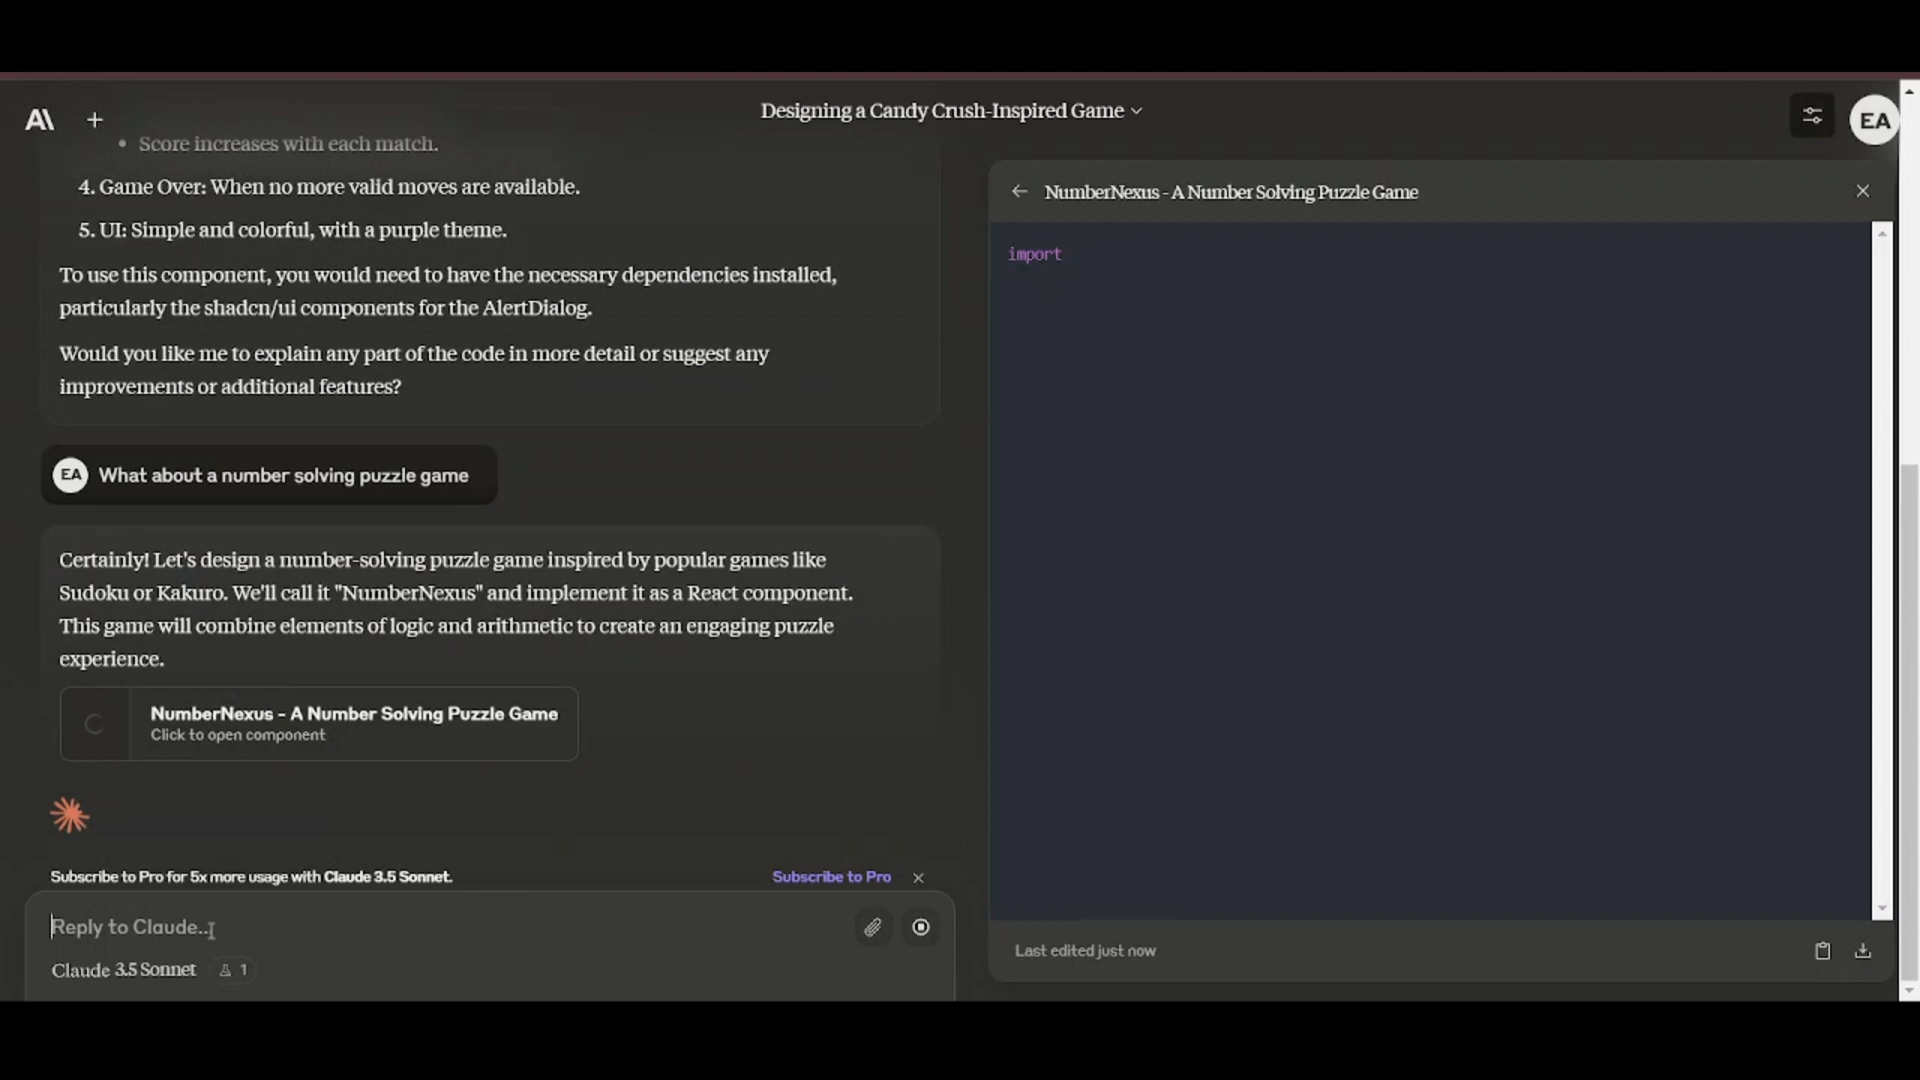 Designing a Candy Crush-Inspired Game
EA
• Score increases with each match.
4. Game Over: When no more valid moves are available.
5. UI: Simple and colorful, with a purple theme.
To use this component, you would need to have the necessary dependencies installed,
particularly the shadcn/ui components for the AlertDialog.
Would you like me to explain any part of the code in more detail or suggest any
improvements or additional features?
EA What about a number solving puzzle game
Certainly! Let's design a number-solving puzzle game inspired by popular games like
Sudoku or Kakuro. We'll call it "NumberNexus" and implement it as a React component.
This game will combine elements of logic and arithmetic to create an engaging puzzle
experience.
NumberNexus - A Number Solving Puzzle Game
Click to open component
Subscribe to Pro for 5x more usage with Claude 3.5 Sonnet. Subscribe to Pro
Reply to Claude...
Claude 3.5 Sonnet 1
NumberNexus - A Number Solving Puzzle Game
import
Last edited just now